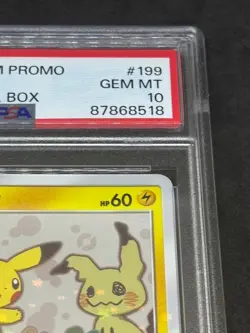 M PROMO #199
GEM MT
BOX 10
PSA 87868518
HP60